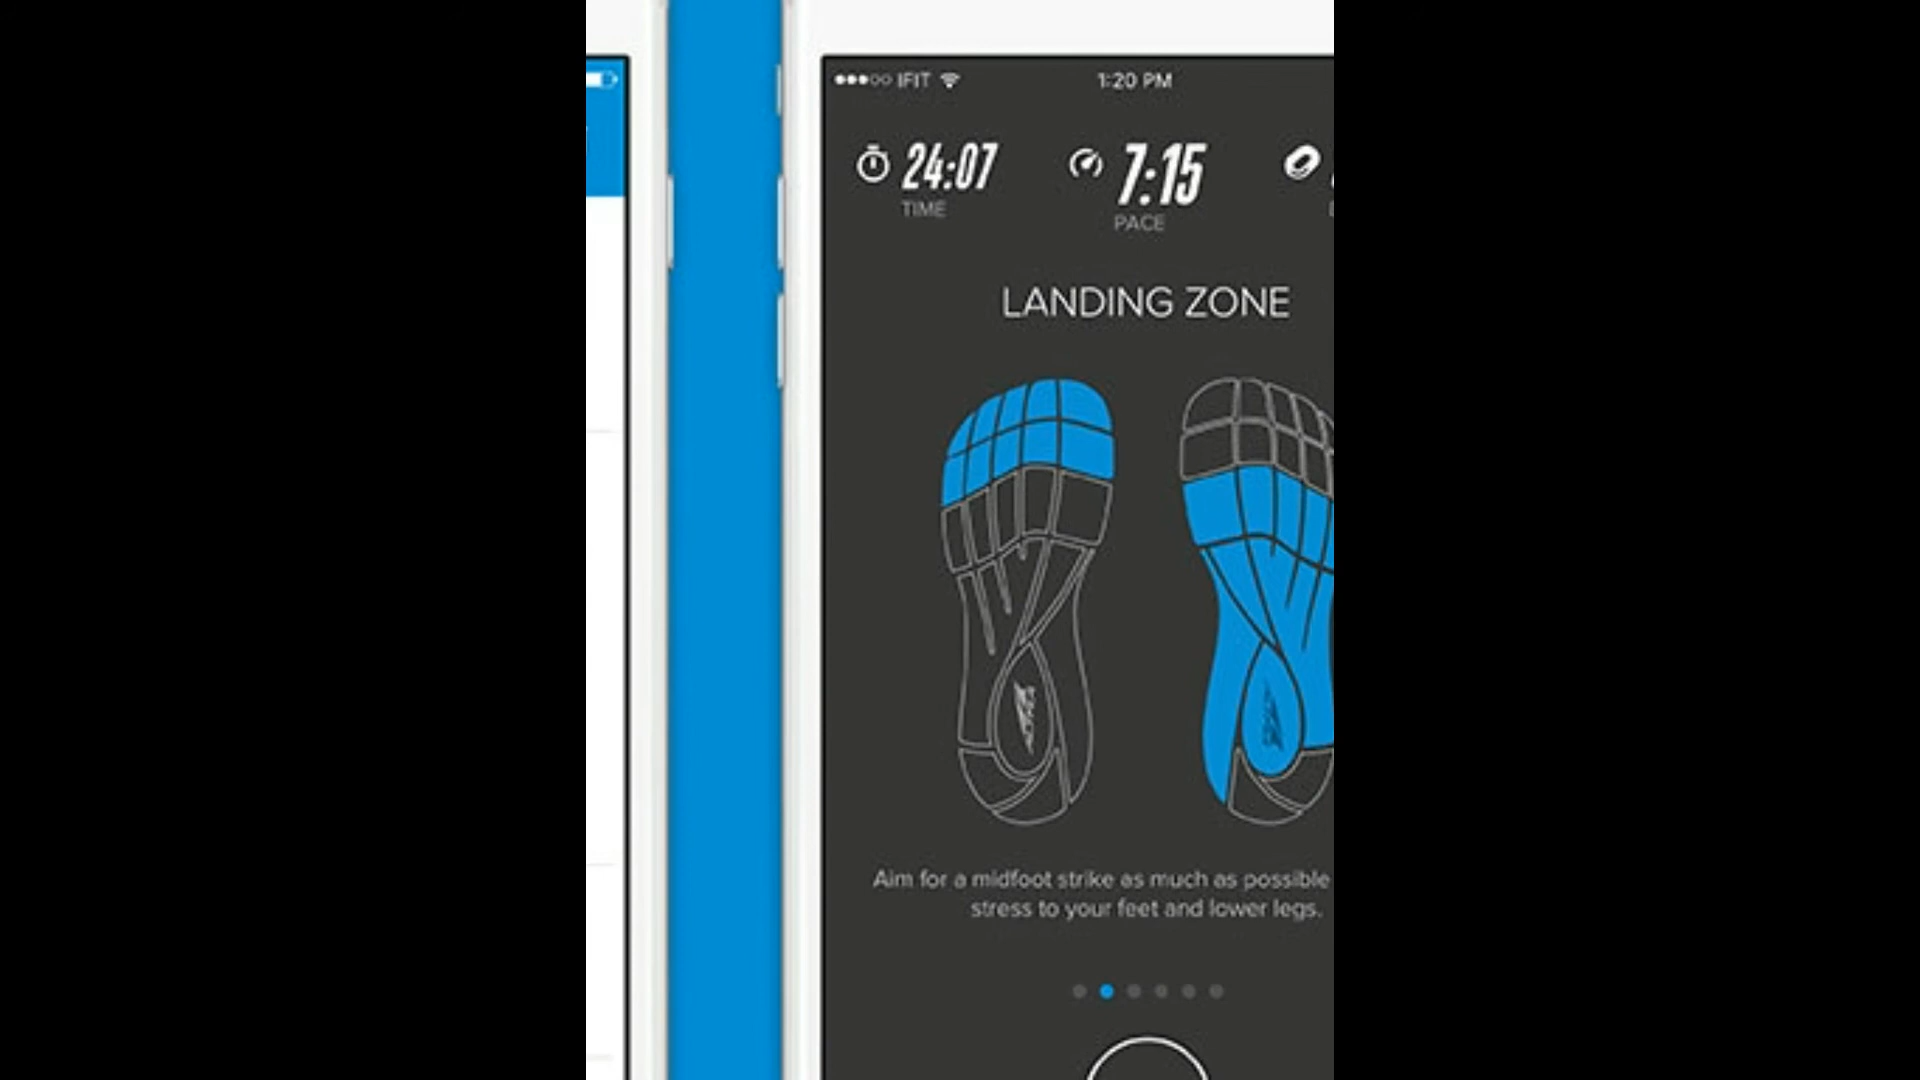 IFIT
1:20 PM
24:07
TIME
7:15
PACE
LANDING ZONE
ALTRA
Aim for a midfoot strike as much as possible
stress to your feet and lower legs.